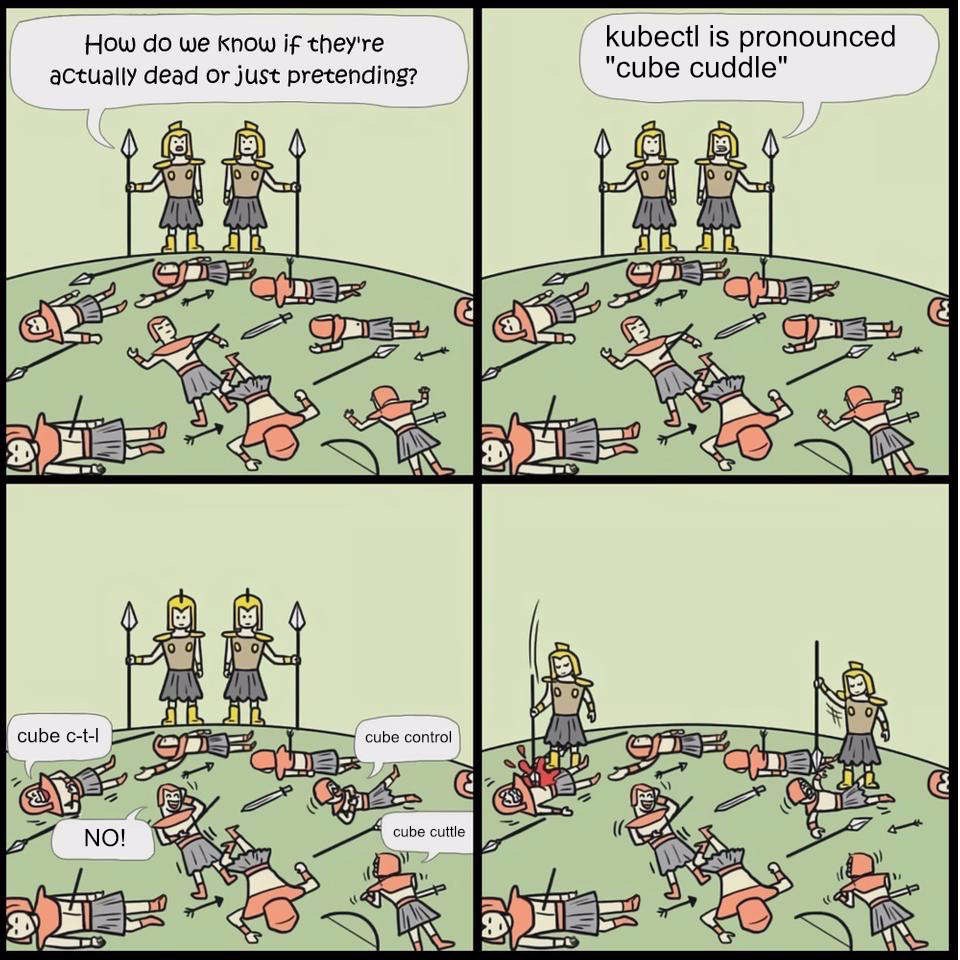 How do we know if they're
actually dead or just pretending?
kubectl is pronounced
"cube cuddle"
cube c-t-l
cube control
NO!
cube cuttle